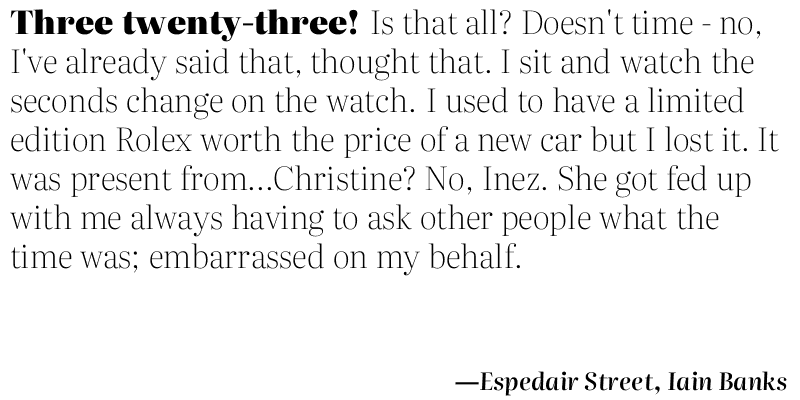 Three twenty-three! Is that all? Doesn't time - no,
I've already said that, thought that. I sit and watch the
seconds change on the watch. I used to have a limited
edition Rolex worth the price of a new car but I lost it. It
was present from...Christine? No, Inez. She got fed up
with me always having to ask other people what the
time was; embarrassed on my behalf.
—Espedair Street, Iain Banks